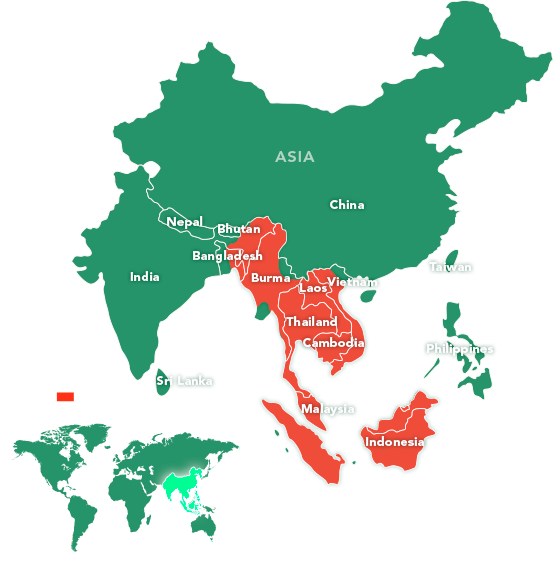 ASIA
China
Nepal
Bhutan
Bangladesh
Taiwan
India
Burma
Vietnam
Laos
Thailand
Cambodia
Philippines
Sri Lanka
Malaysia
Indonesia